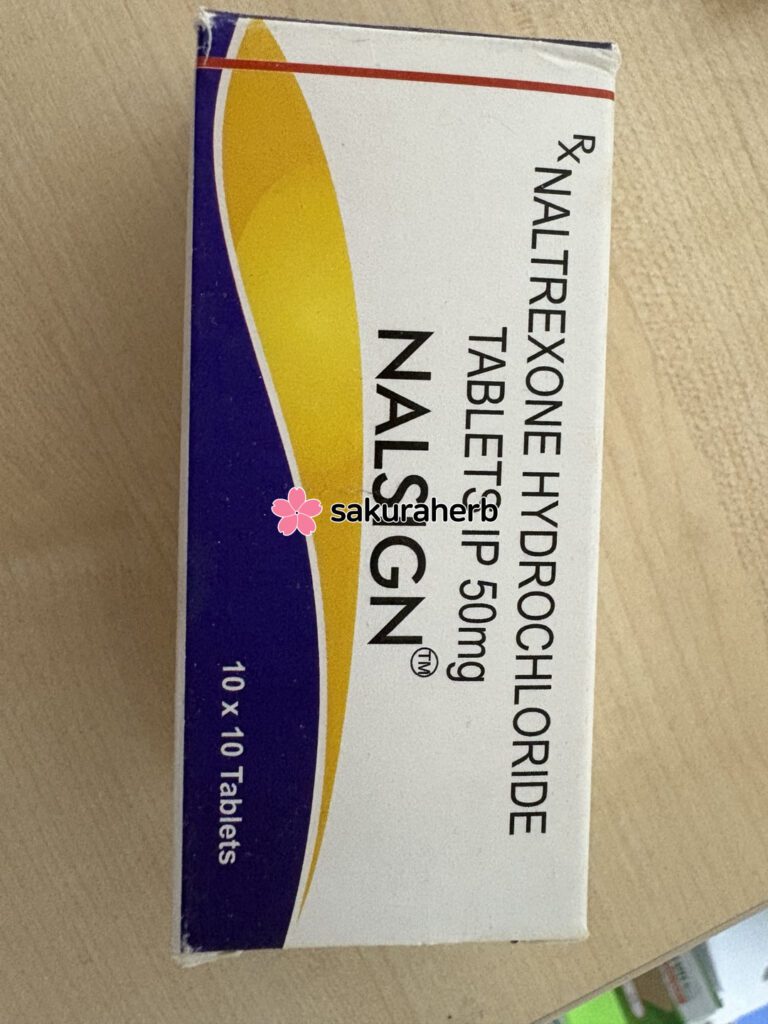 Rx NALTREXONE HYDROCHLORIDE
TABLETS IP 50mg
NALSIGN™
sakuraherb
10 x 10 Tablets